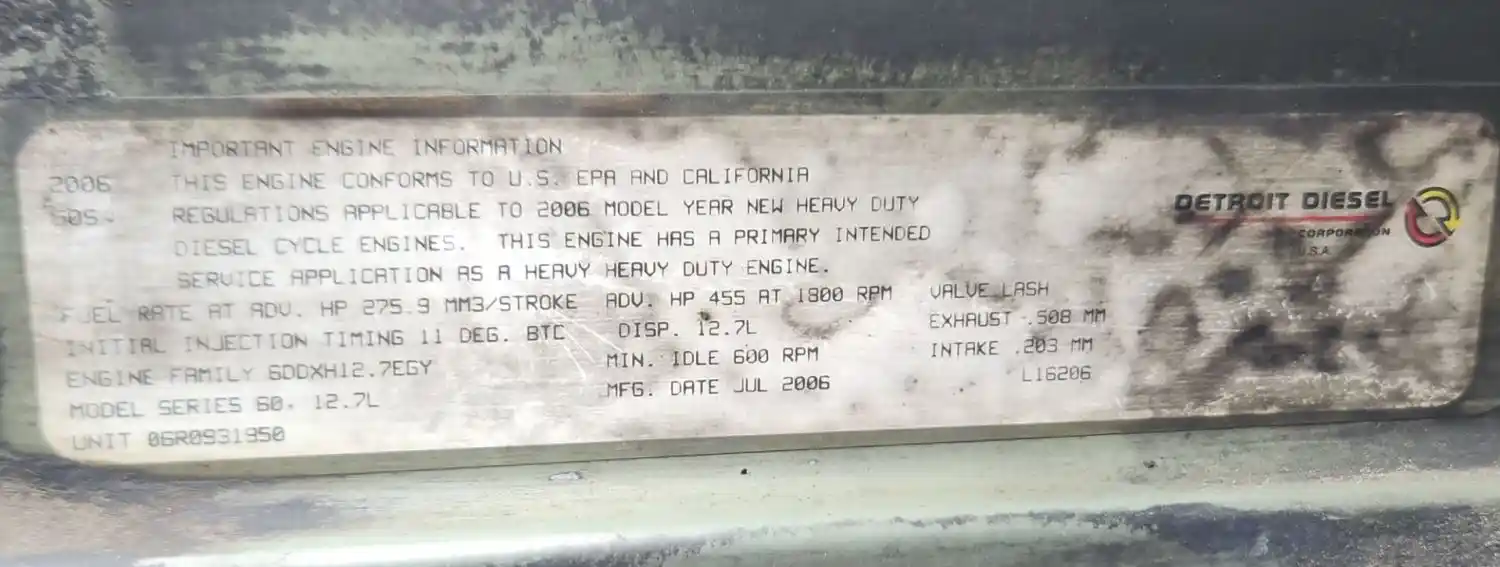 IMPORTANT ENGINE INFORMATION
2006 THIS ENGINE CONFORMS TO U.S. EPA AND CALIFORNIA
REGULATIONS APPLICABLE TO 2006 MODEL YEAR NEW HEAVY DUTY
DIESEL CYCLE ENGINES. THIS ENGINE HAS A PRIMARY INTENDED
SERVICE APPLICATION AS A HEAVY HEAVY DUTY ENGINE.
FUEL RATE AT ADV. HP 275.9 MM3/STROKE ADV. HP 455 AT 1800 RPM VALVE LASH
INITIAL INJECTION TIMING 11 DEG. BTC DISP. 12.7L EXHAUST .508 MM
ENGINE FAMILY 6DDXH12.7EGY MIN. IDLE 600 RPM INTAKE .203 MM
MODEL SERIES 60. 12.7L MFG. DATE JUL 2006 L16206
UNIT 06R0931950
DETROIT DIESEL
CORPORATION
U.S.A.